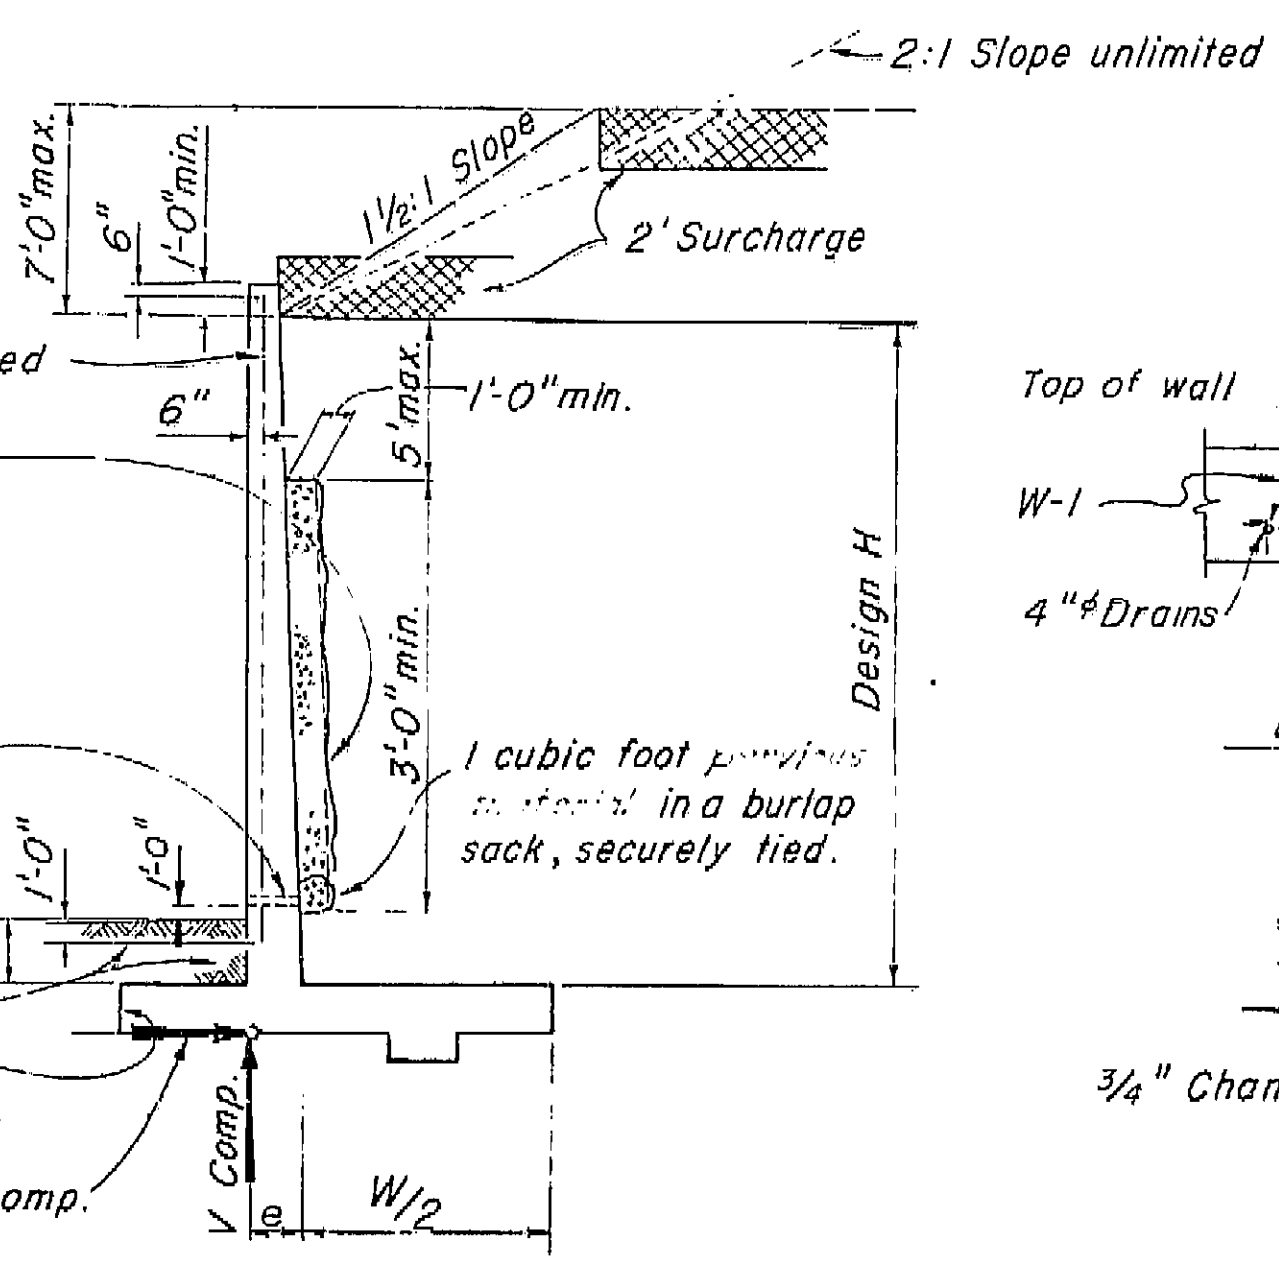 2:1 Slope unlimited
7'-0" max.
6"
1'-0" min.
1½:1 Slope
2' Surcharge
ed
6"
5' max.
1'-0" min.
Top of wall
W-1
4"ϕ Drains
Design H
3'-0" min.
1 cubic foot pervious
material in a burlap
sack, securely tied.
1'-0"
1'-0"
3/4" Chan
V Comp.
omp.
e
W/2